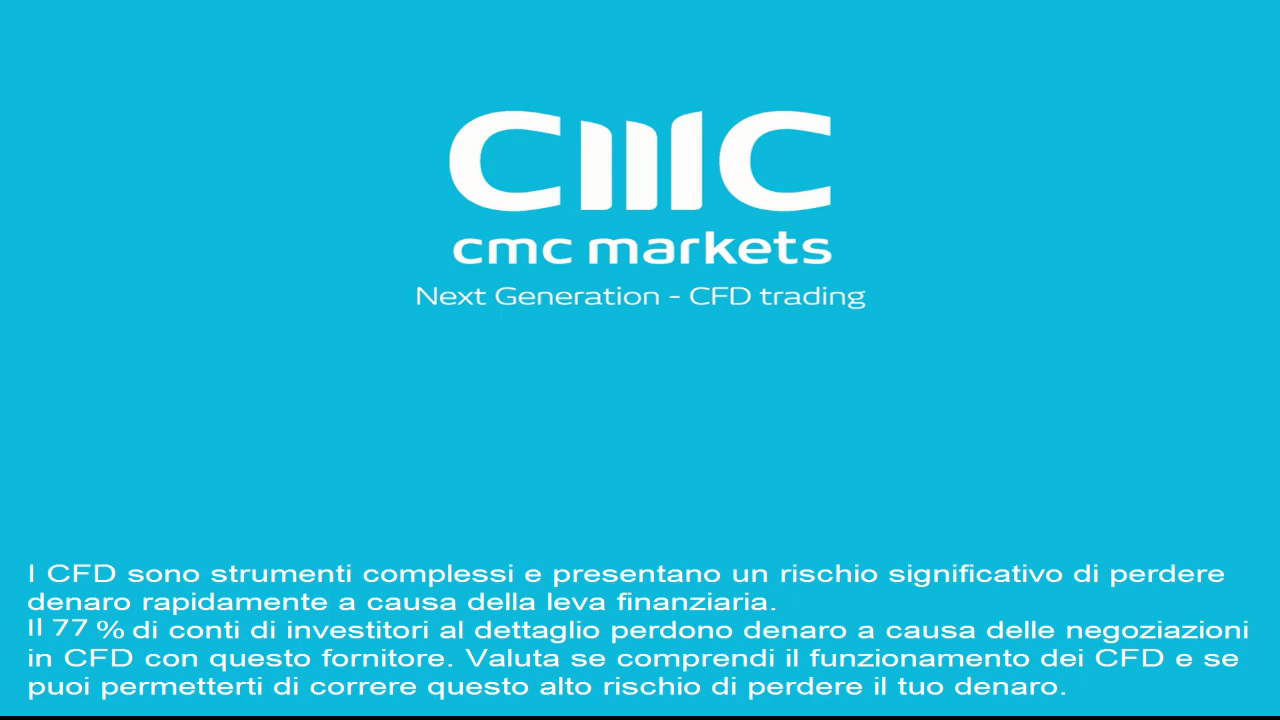 CMC
cmc markets
Next Generation - CFD trading
I CFD sono strumenti complessi e presentano un rischio significativo di perdere
denaro rapidamente a causa della leva finanziaria.
Il 77 % di conti di investitori al dettaglio perdono denaro a causa delle negoziazioni
in CFD con questo fornitore. Valuta se comprendi il funzionamento dei CFD e se
puoi permetterti di correre questo alto rischio di perdere il tuo denaro.